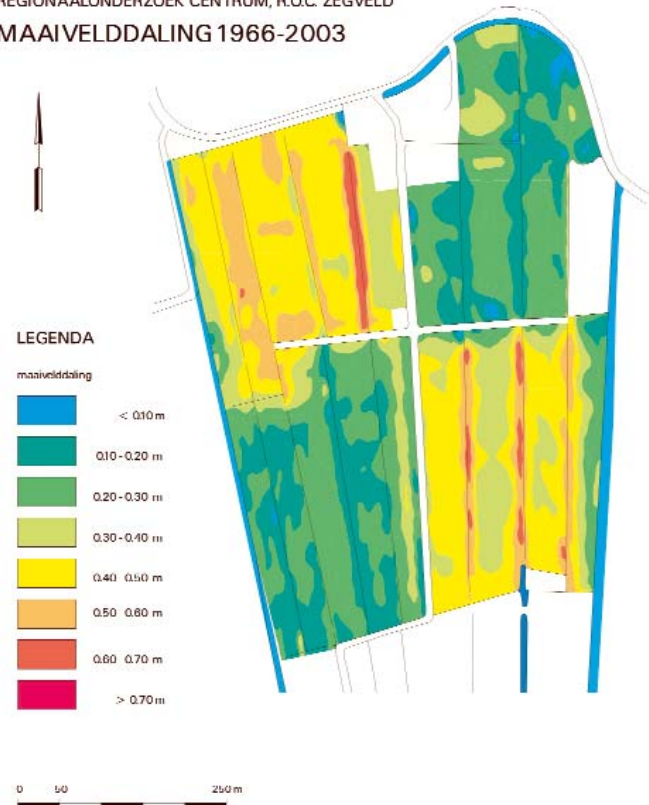 REGIONAALONDERZOEK CENTRUM, R.O.C. ZEGVELD
MAAIVELDDALING 1966-2003
LEGENDA
maaivelddaling
< 0.10 m
0.10 - 0.20 m
0.20 - 0.30 m
0.30 - 0.40 m
0.40 0.50 m
0.50 0.60 m
0.60 0.70 m
> 0.70 m
0 50 250 m